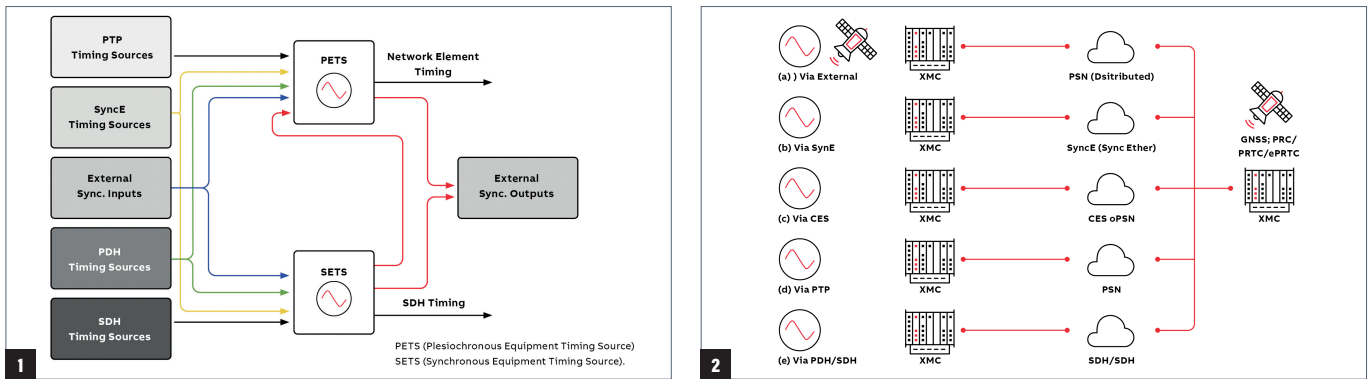 PTP
Timing Sources
SyncE
Timing Sources
External
Sync. Inputs
PDH
Timing Sources
SDH
Timing Sources
PETS
Network Element
Timing
External
Sync. Outputs
SETS
SDH Timing
PETS (Plesiochronous Equipment Timing Source)
SETS (Synchronous Equipment Timing Source).
1
(a) ) Via External
XMC
PSN (Dsitributed)
(b) Via SynE
XMC
SyncE (Sync Ether)
(c) Via CES
XMC
CES oPSN
(d) Via PTP
XMC
PSN
(e) Via PDH/SDH
XMC
SDH/SDH
GNSS; PRC/
PRTC/ePRTC
XMC
2